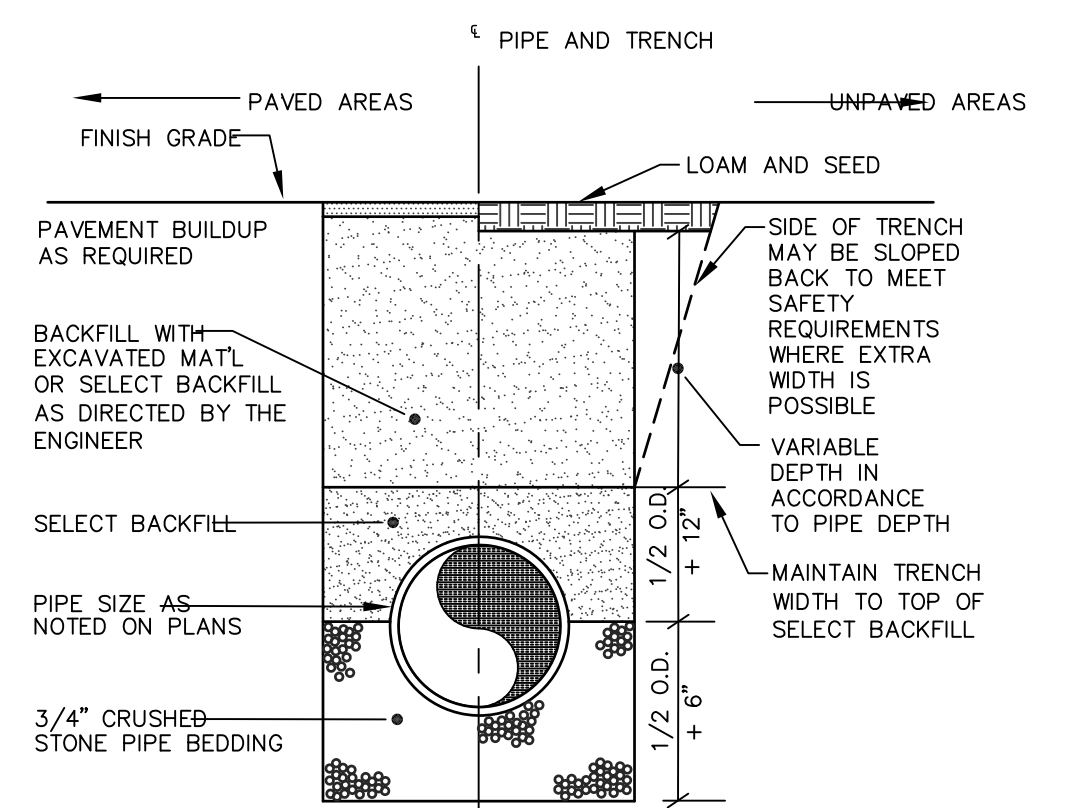 ℄ PIPE AND TRENCH
PAVED AREAS
UNPAVED AREAS
FINISH GRADE
LOAM AND SEED
PAVEMENT BUILDUP
AS REQUIRED
SIDE OF TRENCH
MAY BE SLOPED
BACK TO MEET
SAFETY
REQUIREMENTS
WHERE EXTRA
WIDTH IS
POSSIBLE
BACKFILL WITH
EXCAVATED MAT'L
OR SELECT BACKFILL
AS DIRECTED BY THE
ENGINEER
VARIABLE
DEPTH IN
ACCORDANCE
TO PIPE DEPTH
SELECT BACKFILL
1/2 O.D.
+ 12"
MAINTAIN TRENCH
WIDTH TO TOP OF
SELECT BACKFILL
PIPE SIZE AS
NOTED ON PLANS
1/2 O.D.
+ 6"
3/4" CRUSHED
STONE PIPE BEDDING